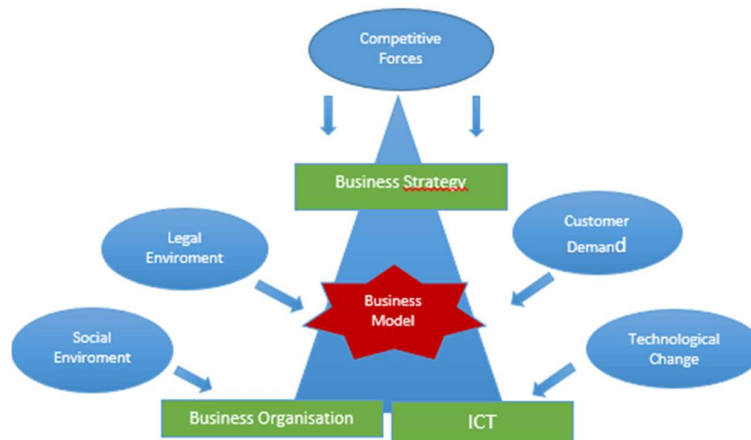 Competitive
Forces
Business Strategy
Customer
Demand
Legal
Enviroment
Business
Model
Social
Enviroment
Technological
Change
Business Organisation
ICT